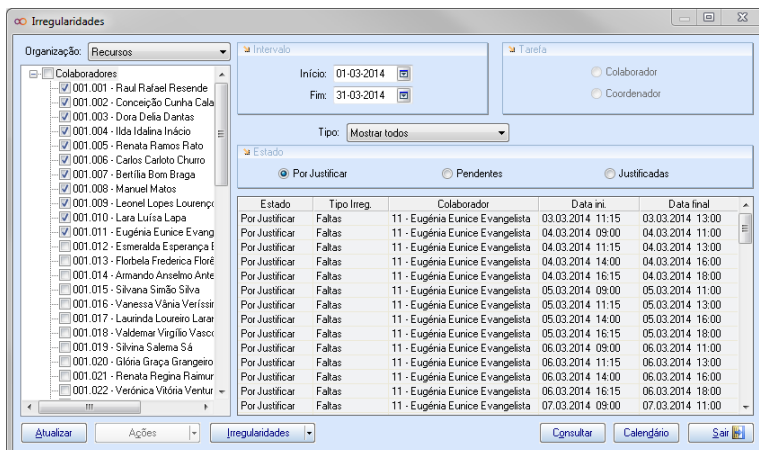 Irregularidades
Organização: Recursos
Colaboradores
001.001 - Raul Rafael Resende
001.002 - Conceição Cunha Cala
001.003 - Dora Delia Dantas
001.004 - Ilda Idalina Inácio
001.005 - Renata Ramos Rato
001.006 - Carlos Carloto Churro
001.007 - Bertília Bom Braga
001.008 - Manuel Matos
001.009 - Leonel Lopes Lourenço
001.010 - Lara Luísa Lapa
001.011 - Eugénia Eunice Evang
001.012 - Esmeralda Esperança E
001.013 - Florbela Frederica Florê
001.014 - Armando Anselmo Ante
001.015 - Silvana Simão Silva
001.016 - Vanessa Vânia Veríssir
001.017 - Laurinda Loureiro Larar
001.018 - Valdemar Virgílio Vasco
001.019 - Silvina Salema Sá
001.020 - Glória Graça Grangeiro
001.021 - Renata Regina Raimur
001.022 - Verónica Vitória Ventur
Intervalo
Início: 01-03-2014
Fim: 31-03-2014
Tarefa
Colaborador
Coordenador
Tipo: Mostrar todos
Estado
Por Justificar Pendentes Justificadas
Estado Tipo Irreg. Colaborador Data ini. Data final
Por Justificar Faltas 11 - Eugénia Eunice Evangelista 03.03.2014 11:15 03.03.2014 13:00
Por Justificar Faltas 11 - Eugénia Eunice Evangelista 04.03.2014 09:00 04.03.2014 11:00
Por Justificar Faltas 11 - Eugénia Eunice Evangelista 04.03.2014 11:15 04.03.2014 13:00
Por Justificar Faltas 11 - Eugénia Eunice Evangelista 04.03.2014 14:00 04.03.2014 16:00
Por Justificar Faltas 11 - Eugénia Eunice Evangelista 04.03.2014 16:15 04.03.2014 18:00
Por Justificar Faltas 11 - Eugénia Eunice Evangelista 05.03.2014 09:00 05.03.2014 11:00
Por Justificar Faltas 11 - Eugénia Eunice Evangelista 05.03.2014 11:15 05.03.2014 13:00
Por Justificar Faltas 11 - Eugénia Eunice Evangelista 05.03.2014 14:00 05.03.2014 16:00
Por Justificar Faltas 11 - Eugénia Eunice Evangelista 05.03.2014 16:15 05.03.2014 18:00
Por Justificar Faltas 11 - Eugénia Eunice Evangelista 06.03.2014 09:00 06.03.2014 11:00
Por Justificar Faltas 11 - Eugénia Eunice Evangelista 06.03.2014 11:15 06.03.2014 13:00
Por Justificar Faltas 11 - Eugénia Eunice Evangelista 06.03.2014 14:00 06.03.2014 16:00
Por Justificar Faltas 11 - Eugénia Eunice Evangelista 06.03.2014 16:15 06.03.2014 18:00
Por Justificar Faltas 11 - Eugénia Eunice Evangelista 07.03.2014 09:00 07.03.2014 11:00
Atualizar Ações Irregularidades Consultar Calendário Sair